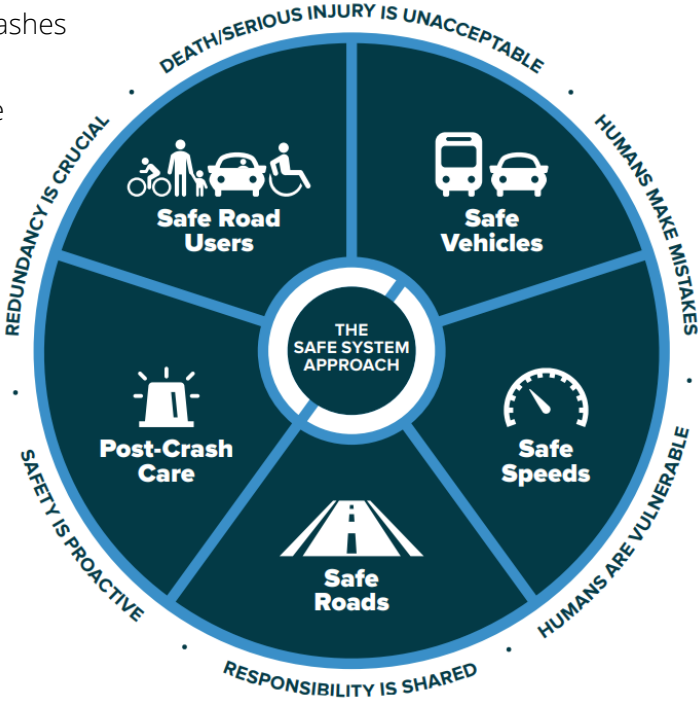 ashes
e
DEATH/SERIOUS INJURY IS UNACCEPTABLE
HUMANS MAKE MISTAKES
HUMANS ARE VULNERABLE
RESPONSIBILITY IS SHARED
SAFETY IS PROACTIVE
REDUNDANCY IS CRUCIAL
Safe Road
Users
Safe
Vehicles
THE
SAFE SYSTEM
APPROACH
Safe
Speeds
Post-Crash
Care
Safe
Roads